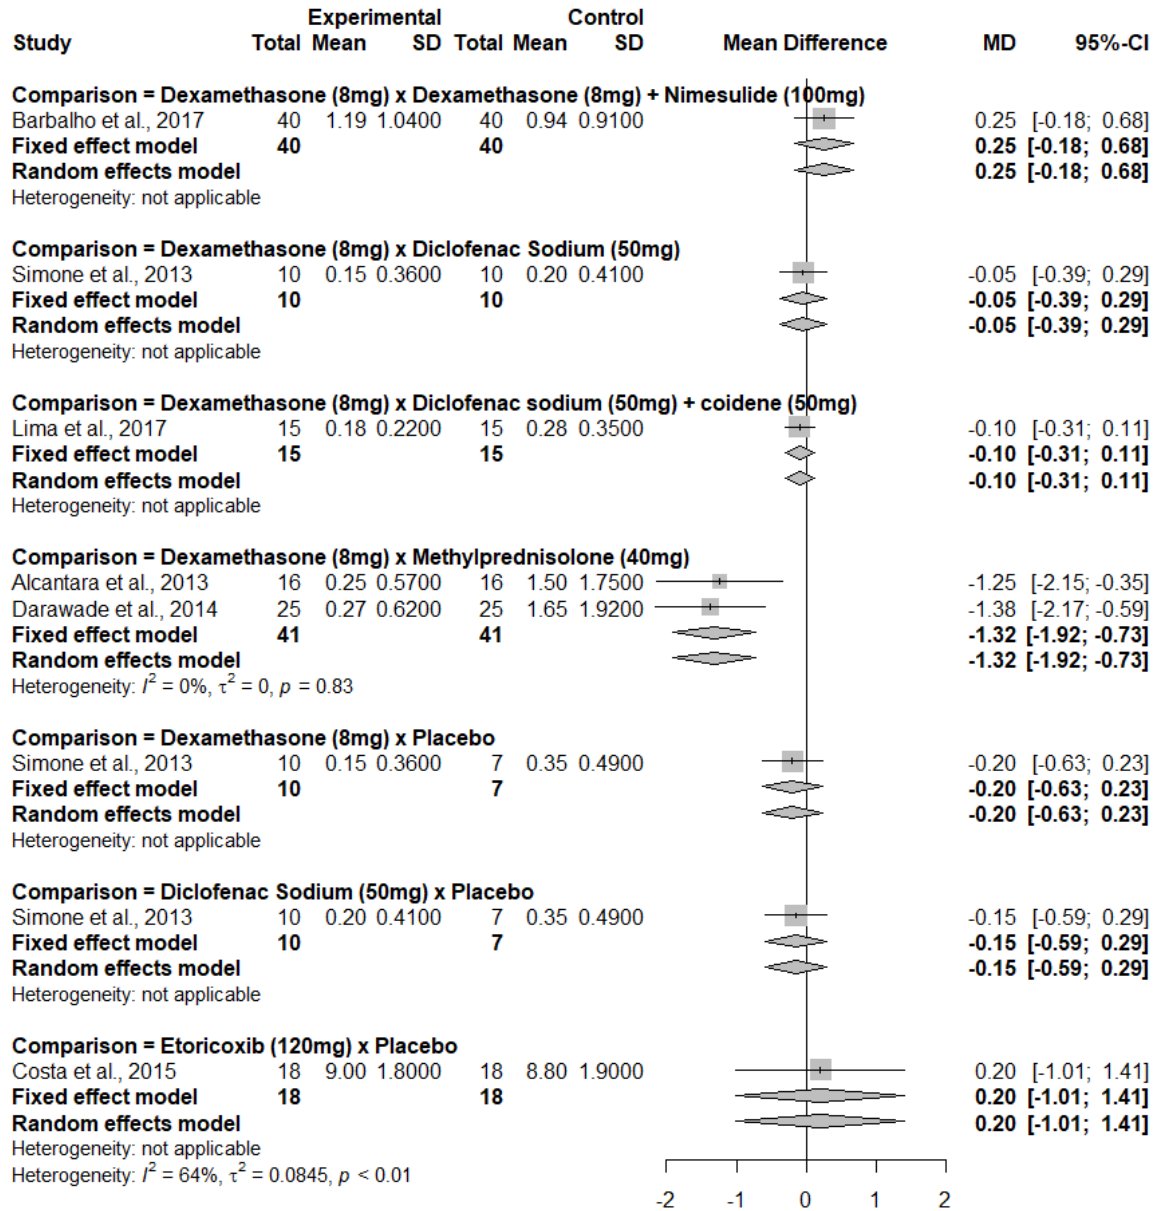 Experimental Control
Study Total Mean SD Total Mean SD Mean Difference MD 95%-CI
Comparison = Dexamethasone (8mg) x Dexamethasone (8mg) + Nimesulide (100mg)
Barbalho et al., 2017 40 1.19 1.0400 40 0.94 0.9100 0.25 [-0.18; 0.68]
Fixed effect model 40 40 0.25 [-0.18; 0.68]
Random effects model 0.25 [-0.18; 0.68]
Heterogeneity: not applicable
Comparison = Dexamethasone (8mg) x Diclofenac Sodium (50mg)
Simone et al., 2013 10 0.15 0.3600 10 0.20 0.4100 -0.05 [-0.39; 0.29]
Fixed effect model 10 10 -0.05 [-0.39; 0.29]
Random effects model -0.05 [-0.39; 0.29]
Heterogeneity: not applicable
Comparison = Dexamethasone (8mg) x Diclofenac sodium (50mg) + coidene (50mg)
Lima et al., 2017 15 0.18 0.2200 15 0.28 0.3500 -0.10 [-0.31; 0.11]
Fixed effect model 15 15 -0.10 [-0.31; 0.11]
Random effects model -0.10 [-0.31; 0.11]
Heterogeneity: not applicable
Comparison = Dexamethasone (8mg) x Methylprednisolone (40mg)
Alcantara et al., 2013 16 0.25 0.5700 16 1.50 1.7500 -1.25 [-2.15; -0.35]
Darawade et al., 2014 25 0.27 0.6200 25 1.65 1.9200 -1.38 [-2.17; -0.59]
Fixed effect model 41 41 -1.32 [-1.92; -0.73]
Random effects model -1.32 [-1.92; -0.73]
Heterogeneity: I² = 0%, τ² = 0, p = 0.83
Comparison = Dexamethasone (8mg) x Placebo
Simone et al., 2013 10 0.15 0.3600 7 0.35 0.4900 -0.20 [-0.63; 0.23]
Fixed effect model 10 7 -0.20 [-0.63; 0.23]
Random effects model -0.20 [-0.63; 0.23]
Heterogeneity: not applicable
Comparison = Diclofenac Sodium (50mg) x Placebo
Simone et al., 2013 10 0.20 0.4100 7 0.35 0.4900 -0.15 [-0.59; 0.29]
Fixed effect model 10 7 -0.15 [-0.59; 0.29]
Random effects model -0.15 [-0.59; 0.29]
Heterogeneity: not applicable
Comparison = Etoricoxib (120mg) x Placebo
Costa et al., 2015 18 9.00 1.8000 18 8.80 1.9000 0.20 [-1.01; 1.41]
Fixed effect model 18 18 0.20 [-1.01; 1.41]
Random effects model 0.20 [-1.01; 1.41]
Heterogeneity: not applicable
Heterogeneity: I² = 64%, τ² = 0.0845, p < 0.01
-2 -1 0 1 2